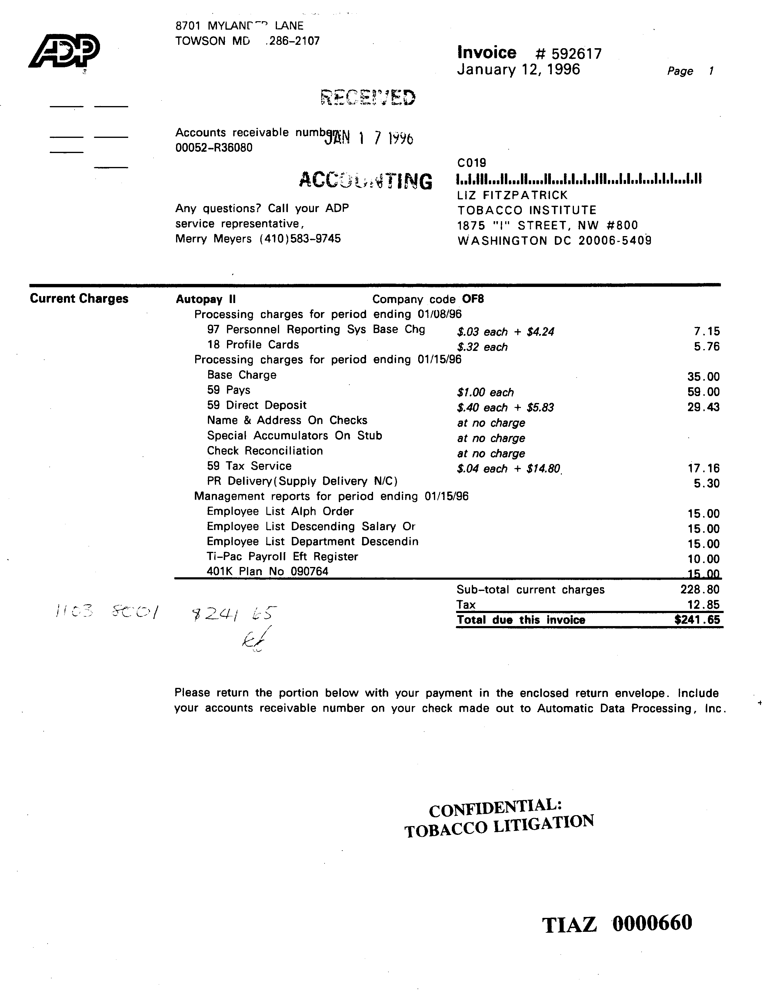 ADP
8701 MYLANDER LANE
TOWSON MD .286-2107
Invoice # 592617
January 12, 1996
Page 1
RECEIVED
Accounts receivable number
JAN 17 1996
00052-R36080
ACCOUNTING
C019
LIZ FITZPATRICK
TOBACCO INSTITUTE
1875 "I" STREET, NW #800
WASHINGTON DC 20006-5409
Any questions? Call your ADP
service representative,
Merry Meyers (410)583-9745
Current Charges Autopay II Company code OF8
Processing charges for period ending 01/08/96
97 Personnel Reporting Sys Base Chg $.03 each + $4.24 7.15
18 Profile Cards $.32 each 5.76
Processing charges for period ending 01/15/96
Base Charge 35.00
59 Pays $1.00 each 59.00
59 Direct Deposit $.40 each + $5.83 29.43
Name & Address On Checks at no charge
Special Accumulators On Stub at no charge
Check Reconciliation at no charge
59 Tax Service $.04 each + $14.80 17.16
PR Delivery(Supply Delivery N/C) 5.30
Management reports for period ending 01/15/96
Employee List Alph Order 15.00
Employee List Descending Salary Or 15.00
Employee List Department Descendin 15.00
Ti-Pac Payroll Eft Register 10.00
401K Plan No 090764 15.00
Sub-total current charges 228.80
Tax 12.85
Total due this invoice $241.65
1103 8001 $241 65
Please return the portion below with your payment in the enclosed return envelope. Include
your accounts receivable number on your check made out to Automatic Data Processing, Inc.
CONFIDENTIAL:
TOBACCO LITIGATION
TIAZ 0000660